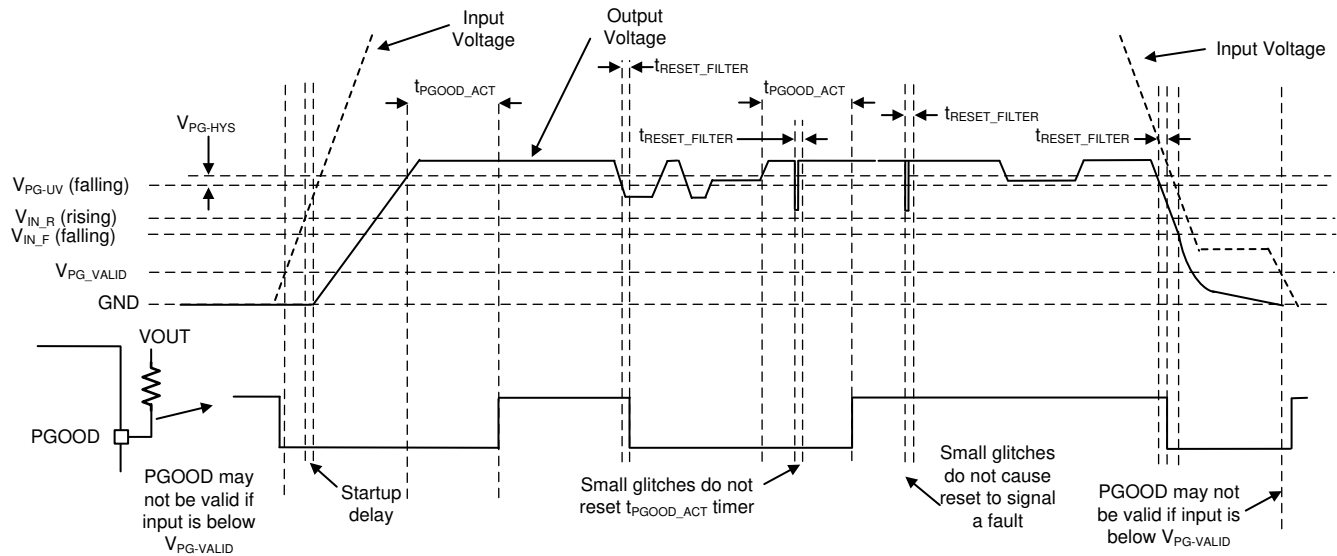 Input
Voltage
Output
Voltage
Input Voltage
tRESET_FILTER
tPGOOD_ACT
tPGOOD_ACT
tRESET_FILTER
VPG-HYS
tRESET_FILTER
tRESET_FILTER
VPG-UV (falling)
VIN_R (rising)
VIN_F (falling)
VPG_VALID
GND
VOUT
PGOOD
PGOOD may
not be valid if
input is below
VPG-VALID
Startup
delay
Small glitches do not
reset tPGOOD_ACT timer
Small glitches
do not cause
reset to signal
a fault
PGOOD may not
be valid if input is
below VPG-VALID